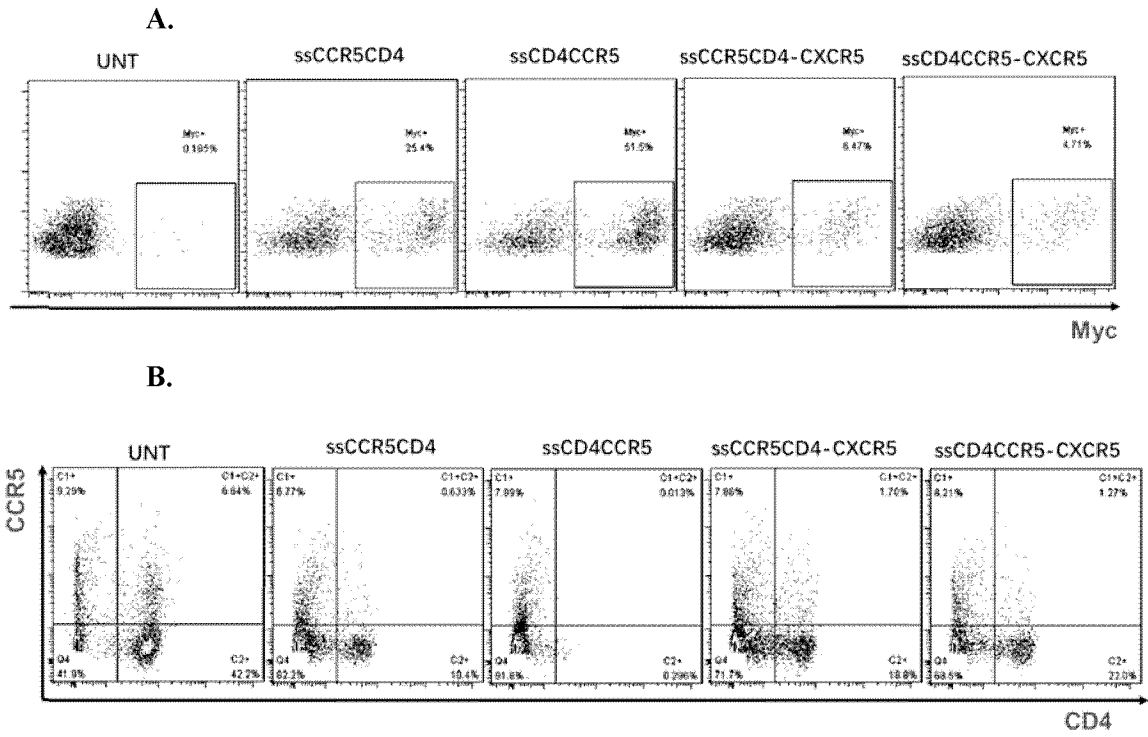 A.
UNT
ssCCR5CD4
ssCD4CCR5
ssCCR5CD4-CXCR5
ssCD4CCR5-CXCR5
Myc+
0.195%
Myc+
25.4%
Myc+
51.5%
Myc+
6.47%
Myc+
4.71%
Myc
B.
UNT
ssCCR5CD4
ssCD4CCR5
ssCCR5CD4-CXCR5
ssCD4CCR5-CXCR5
CCR5
C1+
9.29%
C1+C2+
6.64%
C1+
6.77%
C1+C2+
0.633%
C1+
7.89%
C1+C2+
0.013%
C1+
7.86%
C1+C2+
1.70%
C1+
8.21%
C1+C2+
1.27%
Q4
41.9%
C2+
42.2%
Q4
82.2%
C2+
10.4%
Q4
91.8%
C2+
0.296%
Q4
71.7%
C2+
18.8%
Q4
68.5%
C2+
22.0%
CD4